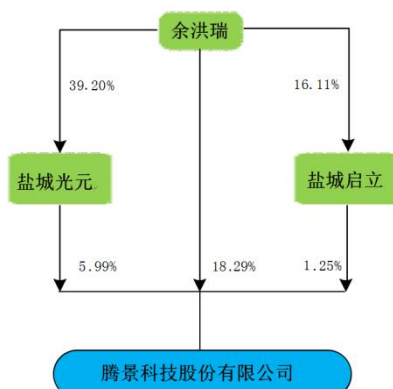 余洪瑞
39.20%
16.11%
盐城光元
盐城启立
5.99%
18.29%
1.25%
腾景科技股份有限公司